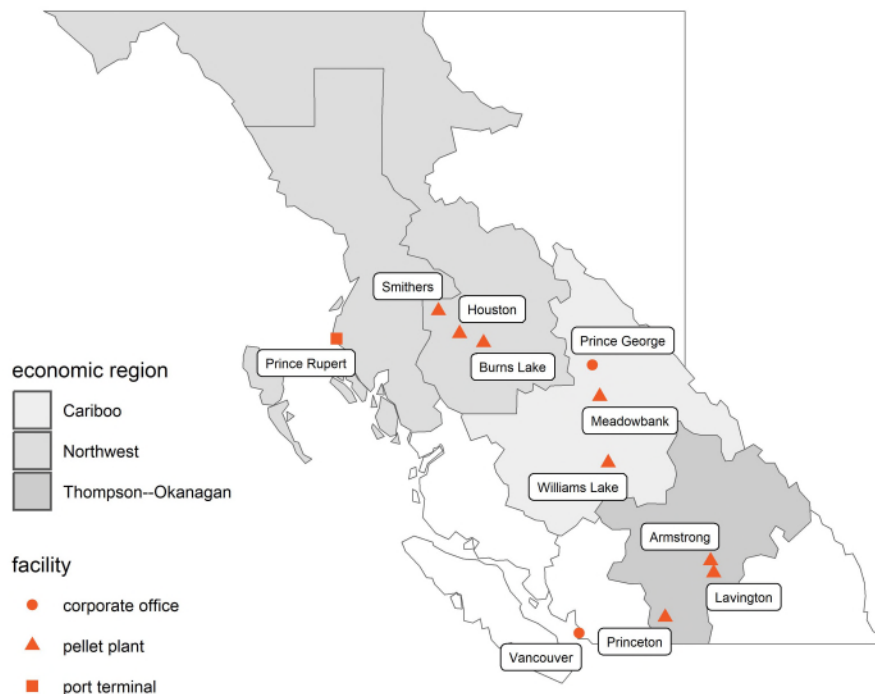 Smithers
Houston
Prince George
Prince Rupert
Burns Lake
economic region
Cariboo
Meadowbank
Northwest
Williams Lake
Thompson--Okanagan
Armstrong
facility
Lavington
corporate office
Princeton
pellet plant
Vancouver
port terminal